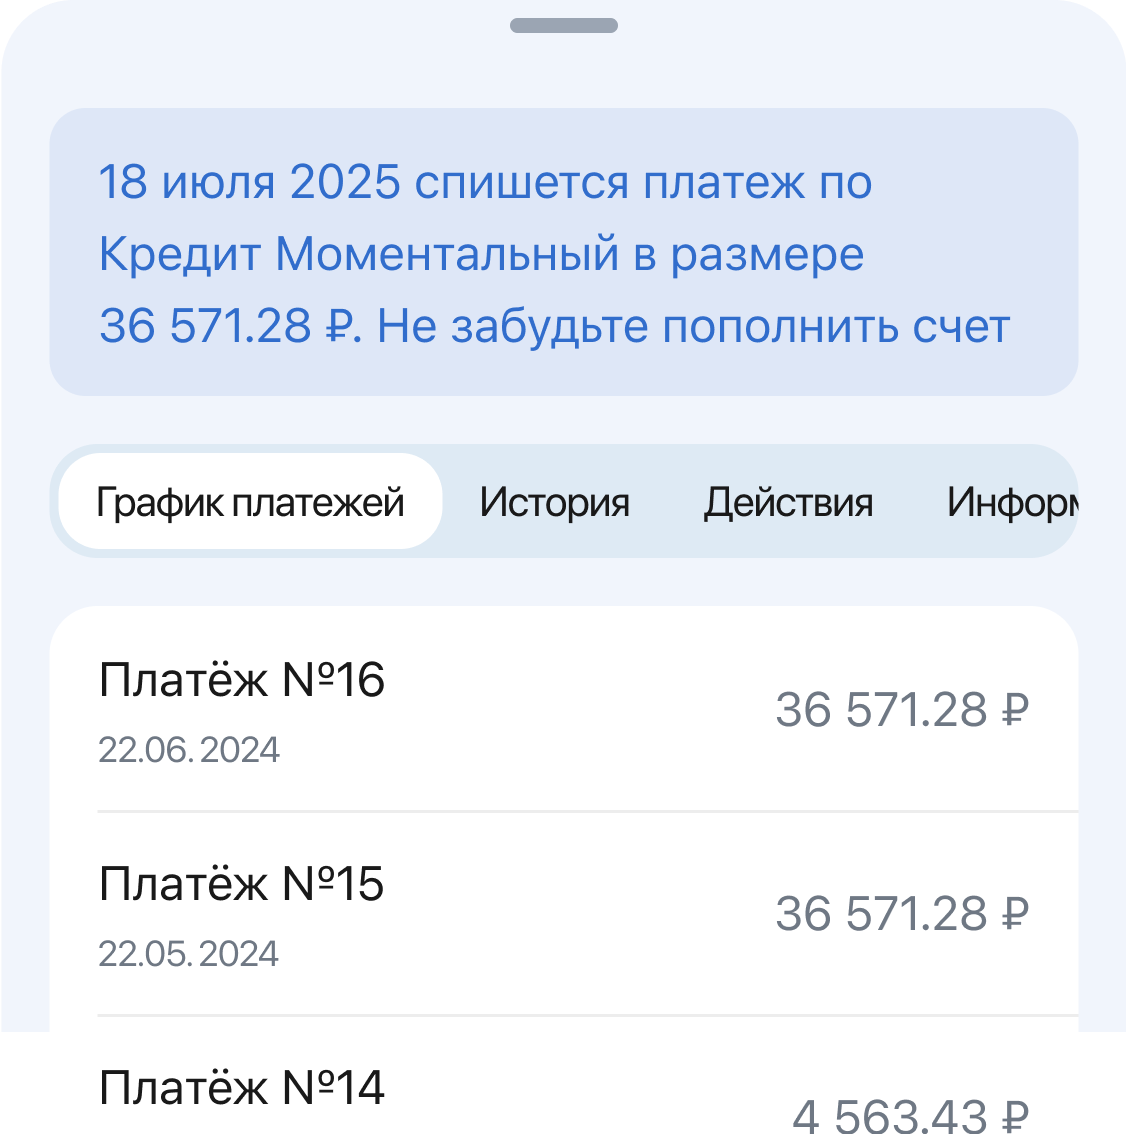 18 июля 2025 спишется платеж по
Кредит Моментальный в размере
36 571.28 ₽. Не забудьте пополнить счет
График платежей История Действия
Платёж №16
36 571.28 ₽
22.06. 2024
Платёж №15
36 571.28 ₽
22.05. 2024
Платёж №14
4 563.43 ₽